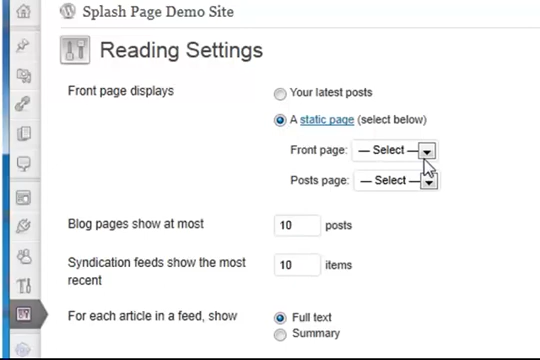 Splash Page Demo Site
Reading Settings
Front page displays
Your latest posts
A static page (select below)
Front page: — Select —
Posts page: — Select —
Blog pages show at most 10 posts
Syndication feeds show the most recent 10 items
For each article in a feed, show
Full text
Summary